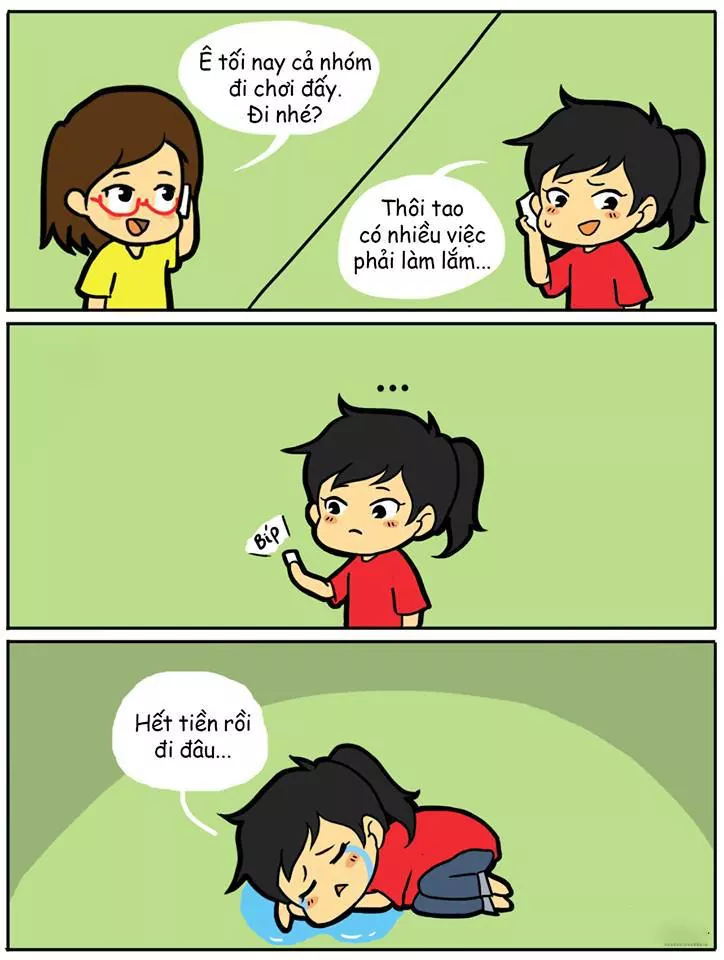 Ê tối nay cả nhóm
đi chơi đấy.
Đi nhé?
Thôi tao
có nhiều việc
phải làm lắm...
...
Bíp
Hết tiền rồi
đi đâu...